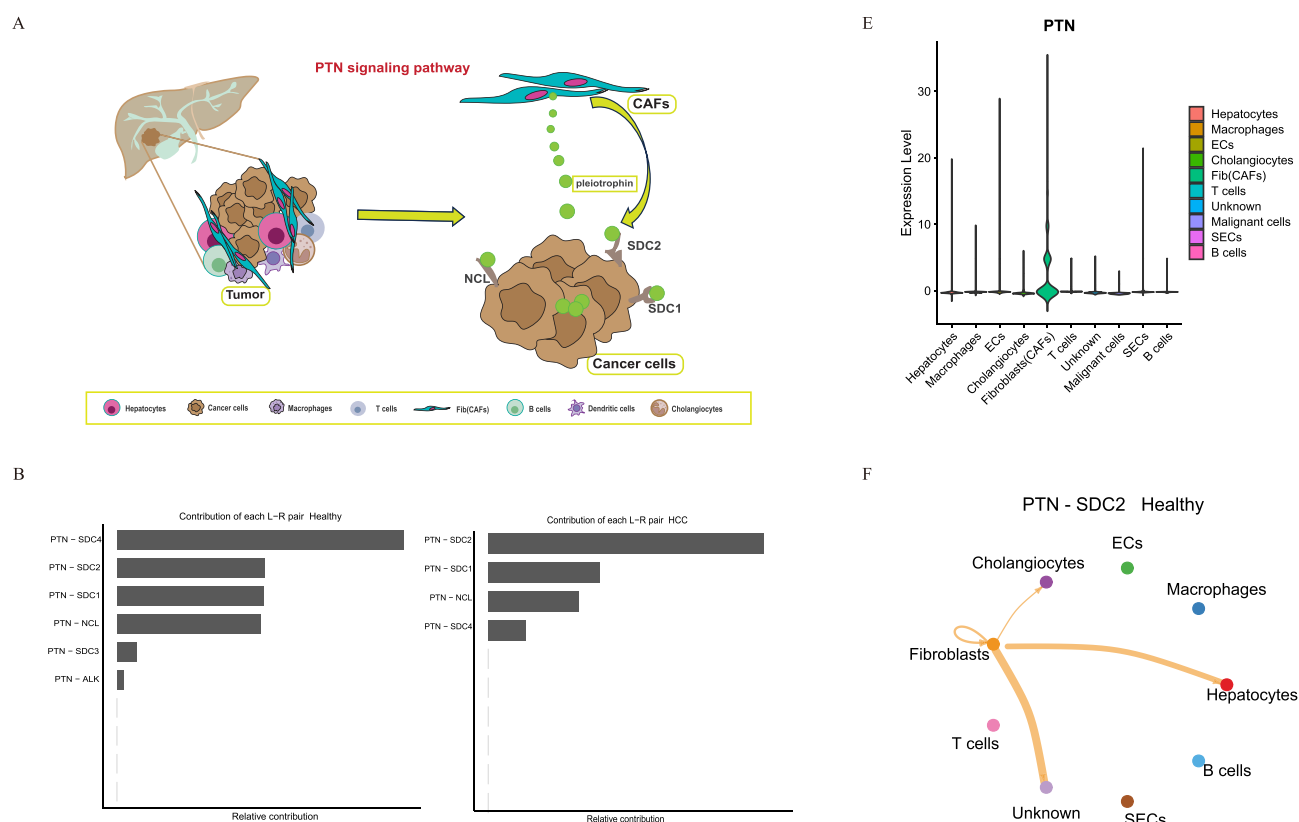 A
PTN signaling pathway
CAFs
pleiotrophin
SDC2
NCL
SDC1
Tumor
Cancer cells
Hepatocytes
Cancer cells
Macrophages
T cells
Fib(CAFs)
B cells
Dendritic cells
Cholangiocytes
E
PTN
Expression Level
30
20
10
0
Hepatocytes
Macrophages
ECs
Cholangiocytes
Fibroblasts(CAFs)
T cells
Unknown
Malignant cells
SECs
B cells
Hepatocytes
Macrophages
ECs
Cholangiocytes
Fib(CAFs)
T cells
Unknown
Malignant cells
SECs
B cells
B
Contribution of each L−R pair Healthy
PTN − SDC4
PTN − SDC2
PTN − SDC1
PTN − NCL
PTN − SDC3
PTN − ALK
Relative contribution
Contribution of each L−R pair HCC
PTN − SDC2
PTN − SDC1
PTN − NCL
PTN − SDC4
Relative contribution
F
PTN - SDC2 Healthy
ECs
Cholangiocytes
Macrophages
Fibroblasts
Hepatocytes
T cells
B cells
Unknown
SECs